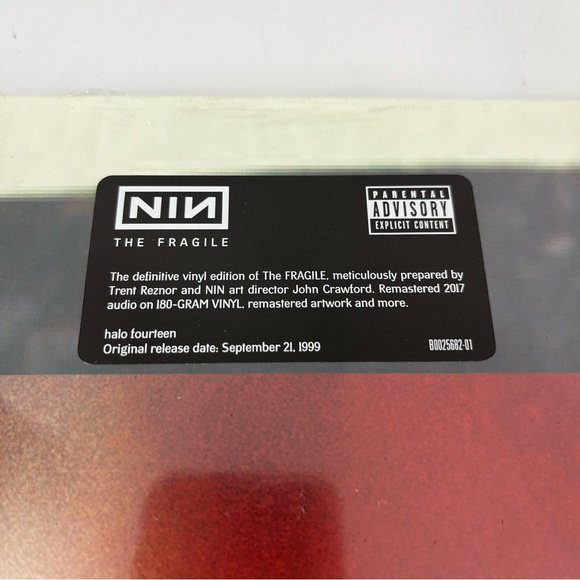 NIN
THE FRAGILE
PARENTAL
ADVISORY
EXPLICIT CONTENT
The definitive vinyl edition of The FRAGILE, meticulously prepared by
Trent Reznor and NIN art director John Crawford. Remastered 2017
audio on 180-GRAM VINYL, remastered artwork and more.
halo fourteen
Original release date: September 21, 1999
B0025682-01